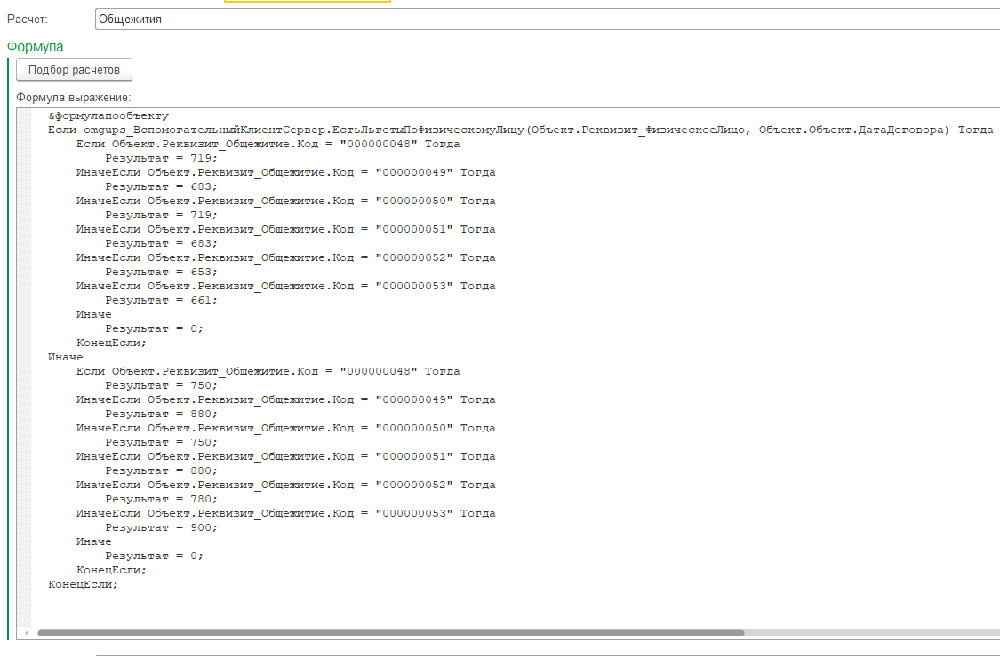 Расчет:
Общежития
Формула
Подбор расчетов
Формула выражение:
&формулапообъекту
Если omgups_ВспомогательныйКлиентСервер.ЕстьЛьготыПоФизическомуЛицу(Объект.Реквизит_ФизическоеЛицо, Объект.Объект.ДатаДоговора) Тогда
Если Объект.Реквизит_Общежитие.Код = "000000048" Тогда
Результат = 719;
ИначеЕсли Объект.Реквизит_Общежитие.Код = "000000049" Тогда
Результат = 683;
ИначеЕсли Объект.Реквизит_Общежитие.Код = "000000050" Тогда
Результат = 719;
ИначеЕсли Объект.Реквизит_Общежитие.Код = "000000051" Тогда
Результат = 683;
ИначеЕсли Объект.Реквизит_Общежитие.Код = "000000052" Тогда
Результат = 653;
ИначеЕсли Объект.Реквизит_Общежитие.Код = "000000053" Тогда
Результат = 661;
Иначе
Результат = 0;
КонецЕсли;
Иначе
Если Объект.Реквизит_Общежитие.Код = "000000048" Тогда
Результат = 750;
ИначеЕсли Объект.Реквизит_Общежитие.Код = "000000049" Тогда
Результат = 880;
ИначеЕсли Объект.Реквизит_Общежитие.Код = "000000050" Тогда
Результат = 750;
ИначеЕсли Объект.Реквизит_Общежитие.Код = "000000051" Тогда
Результат = 880;
ИначеЕсли Объект.Реквизит_Общежитие.Код = "000000052" Тогда
Результат = 780;
ИначеЕсли Объект.Реквизит_Общежитие.Код = "000000053" Тогда
Результат = 900;
Иначе
Результат = 0;
КонецЕсли;
КонецЕсли;